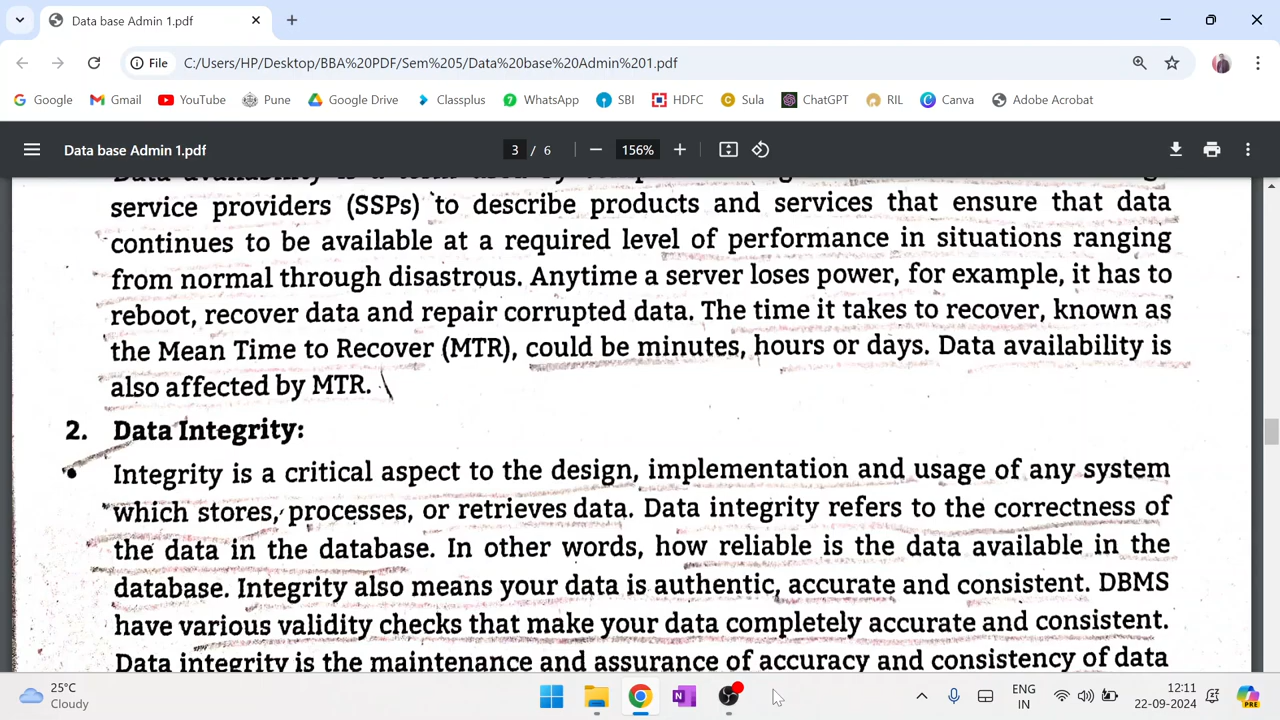 Data base Admin 1.pdf
File C:/Users/HP/Desktop/BBA%20PDF/Sem%205/Data%20base%20Admin%201.pdf
Google Gmail YouTube Pune Google Drive Classplus WhatsApp SBI HDFC Sula ChatGPT RIL Canva Adobe Acrobat
Data base Admin 1.pdf 3 / 6 156%
Data availability is a term used by
service providers (SSPs) to describe products and services that ensure that data
continues to be available at a required level of performance in situations ranging
from normal through disastrous. Anytime a server loses power, for example, it has to
reboot, recover data and repair corrupted data. The time it takes to recover, known as
the Mean Time to Recover (MTR), could be minutes, hours or days. Data availability is
also affected by MTR.
2. Data Integrity:
• Integrity is a critical aspect to the design, implementation and usage of any system
which stores, processes, or retrieves data. Data integrity refers to the correctness of
the data in the database. In other words, how reliable is the data available in the
database. Integrity also means your data is authentic, accurate and consistent. DBMS
have various validity checks that make your data completely accurate and consistent.
Data integrity is the maintenance and assurance of accuracy and consistency of data
25°C
Cloudy
ENG
IN
12:11
22-09-2024
PRE